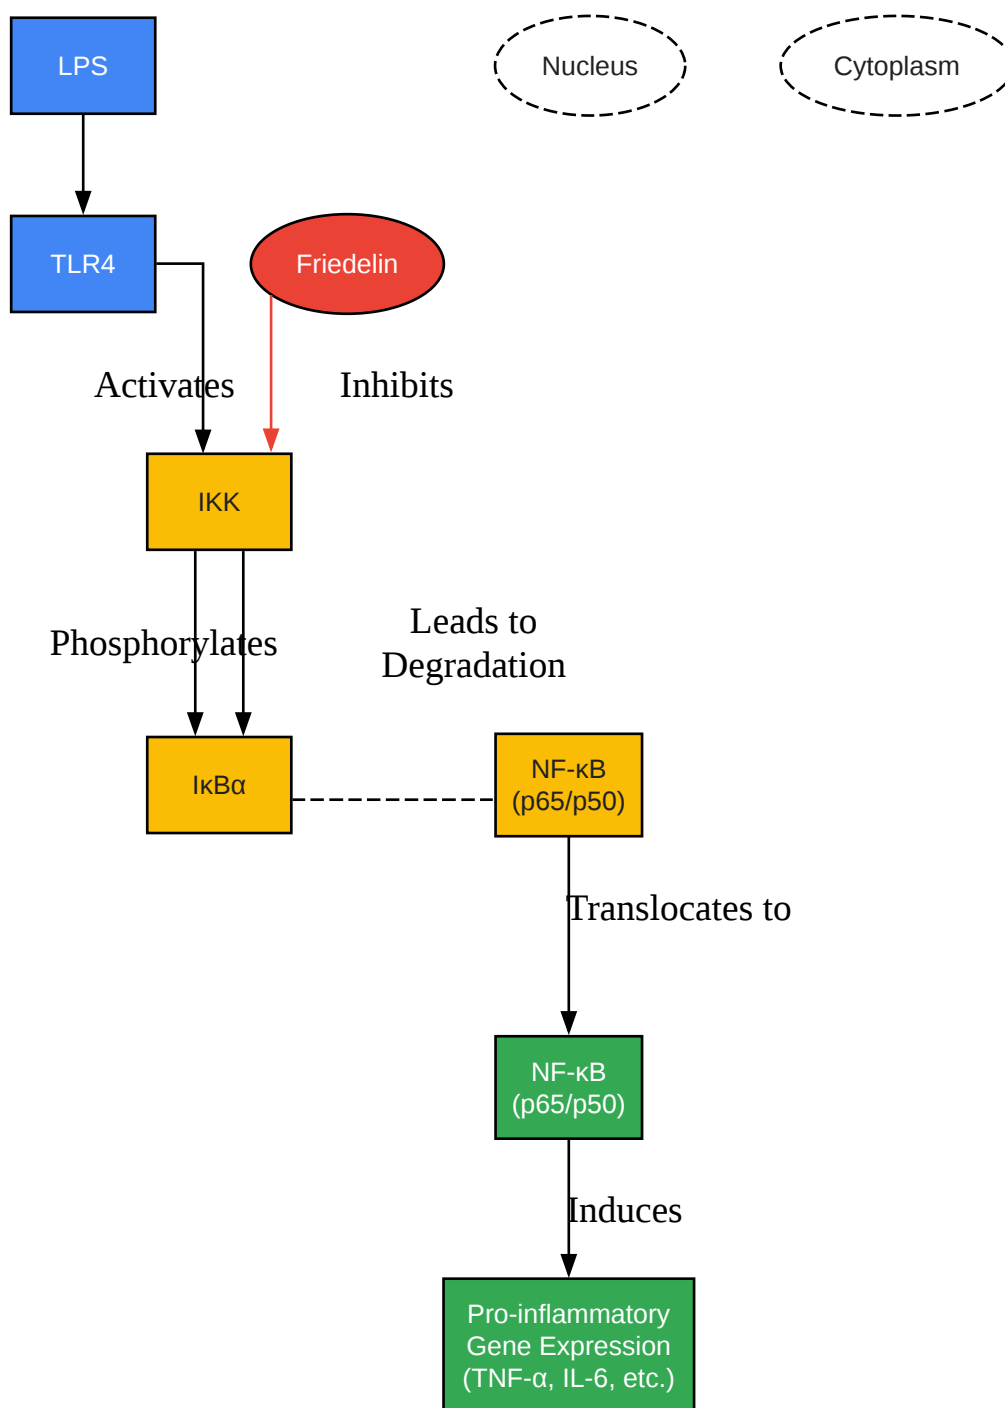 LPS
Nucleus
Cytoplasm
TLR4
Friedelin
Activates
Inhibits
IKK
Phosphorylates
Leads to
Degradation
IκBα
NF-κB
(p65/p50)
Translocates to
NF-κB
(p65/p50)
Induces
Pro-inflammatory
Gene Expression
(TNF-α, IL-6, etc.)